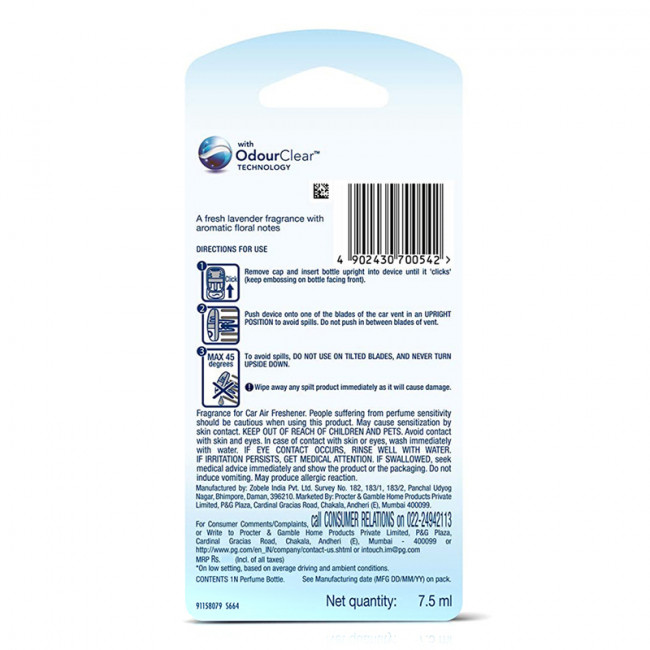 with
OdourClear™
TECHNOLOGY
A fresh lavender fragrance with
aromatic floral notes
4 902430 700542 >
DIRECTIONS FOR USE
1
Click
Remove cap and insert bottle upright into device until it 'clicks'
(keep embossing on bottle facing front).
2
Push device onto one of the blades of the car vent in an UPRIGHT
POSITION to avoid spills. Do not push in between blades of vent.
3
MAX 45
degrees
To avoid spills, DO NOT USE ON TILTED BLADES, AND NEVER TURN
UPSIDE DOWN.
! Wipe away any spilt product immediately as it will cause damage.
Fragrance for Car Air Freshener. People suffering from perfume sensitivity
should be cautious when using this product. May cause sensitization by
skin contact. KEEP OUT OF REACH OF CHILDREN AND PETS. Avoid contact
with skin and eyes. In case of contact with skin or eyes, wash immediately
with water. IF EYE CONTACT OCCURS, RINSE WELL WITH WATER.
IF IRRITATION PERSISTS, GET MEDICAL ATTENTION. IF SWALLOWED, seek
medical advice immediately and show the product or the packaging. Do not
induce vomiting. May produce allergic reaction.
Manufactured by: Zobele India Pvt. Ltd. Survey No. 182, 183/1, 183/2, Panchal Udyog
Nagar, Bhimpore, Daman, 396210. Marketed By: Procter & Gamble Home Products Private
Limited, P&G Plaza, Cardinal Gracias Road, Chakala, Andheri (E), Mumbai - 400099
For Consumer Comments/Complaints, call CONSUMER RELATIONS on 022-24942113
or Write to Procter & Gamble Home Products Private Limited, P&G Plaza,
Cardinal Gracias Road, Chakala, Andheri (E), Mumbai - 400099 or
http://www.pg.com/en_IN/company/contact-us.shtml or intouch.im@pg.com
MRP Rs. (Incl. of all taxes)
*On low setting, based on average driving and ambient conditions.
CONTENTS 1N Perfume Bottle. See Manufacturing date (MFG DD/MM/YY) on pack.
91158079 S664
Net quantity: 7.5 ml